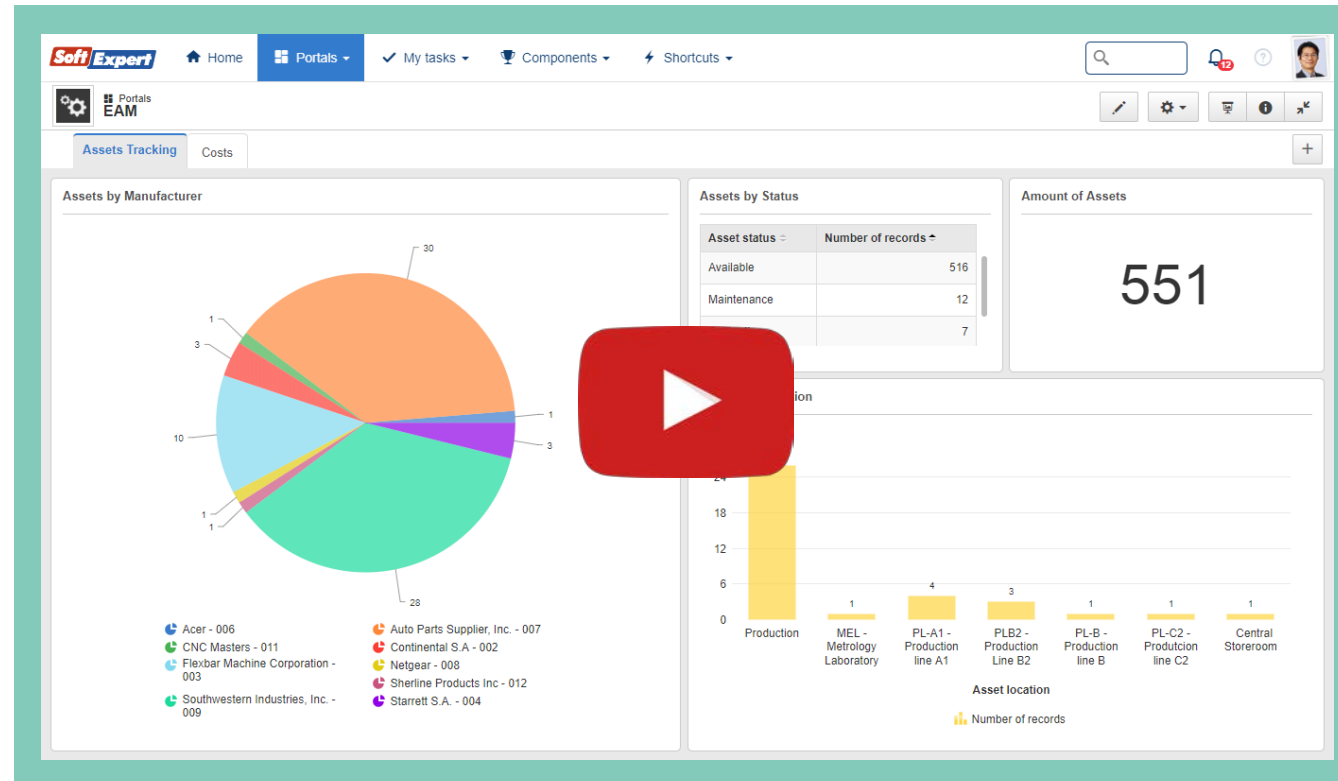 Soft Expert
Home
Portals
My tasks
Components
Shortcuts
12
?
Portals
EAM
Assets Tracking
Costs
+
Assets by Manufacturer
30
1
3
10
1
1
28
1
3
Acer - 006
Auto Parts Supplier, Inc. - 007
CNC Masters - 011
Continental S.A - 002
Flexbar Machine Corporation -
003
Netgear - 008
Sherline Products Inc - 012
Southwestern Industries, Inc. -
009
Starrett S.A. - 004
Assets by Status
Asset status
Number of records
Available
516
Maintenance
12
7
Amount of Assets
551
24
18
12
6
0
1
4
3
1
1
1
Production
MEL -
Metrology
Laboratory
PL-A1 -
Production
line A1
PLB2 -
Production
Line B2
PL-B -
Production
line B
PL-C2 -
Produtcion
line C2
Central
Storeroom
Asset location
Number of records